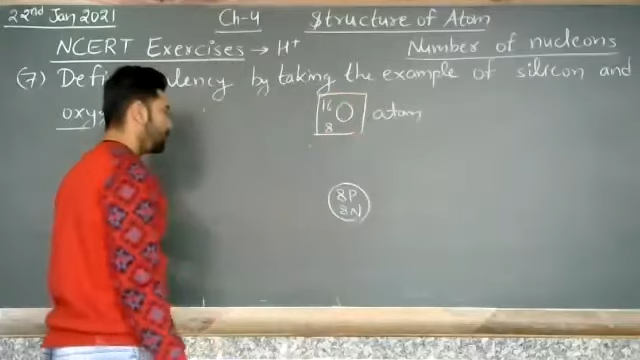 22nd Jan 2021 Ch-4 Structure of Atom
NCERT Exercises → H+ Number of nucleons
(7) by taking the example of silicon and
16 O atom
8
8P
8N